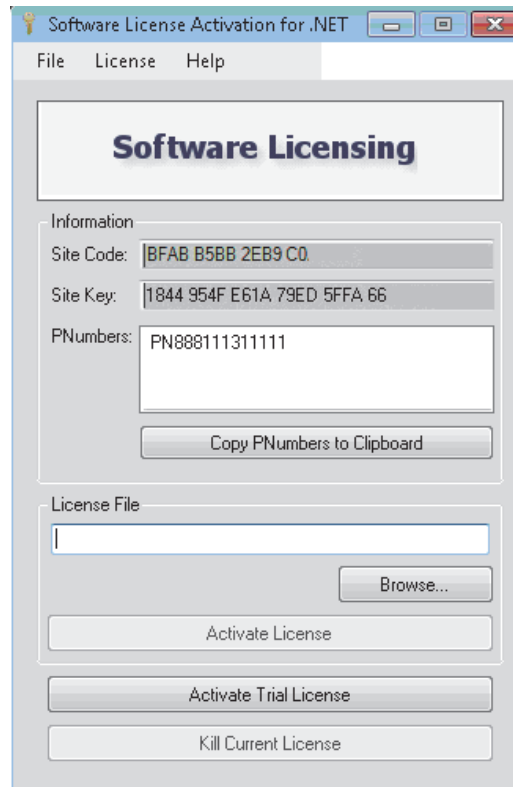 Software License Activation for .NET
File License Help
Software Licensing
Information
Site Code: BFAB B5BB 2EB9 C0
Site Key: 1844 954F E61A 79ED 5FFA 66
PNumbers: PN888111311111
Copy PNumbers to Clipboard
License File
Browse...
Activate License
Activate Trial License
Kill Current License